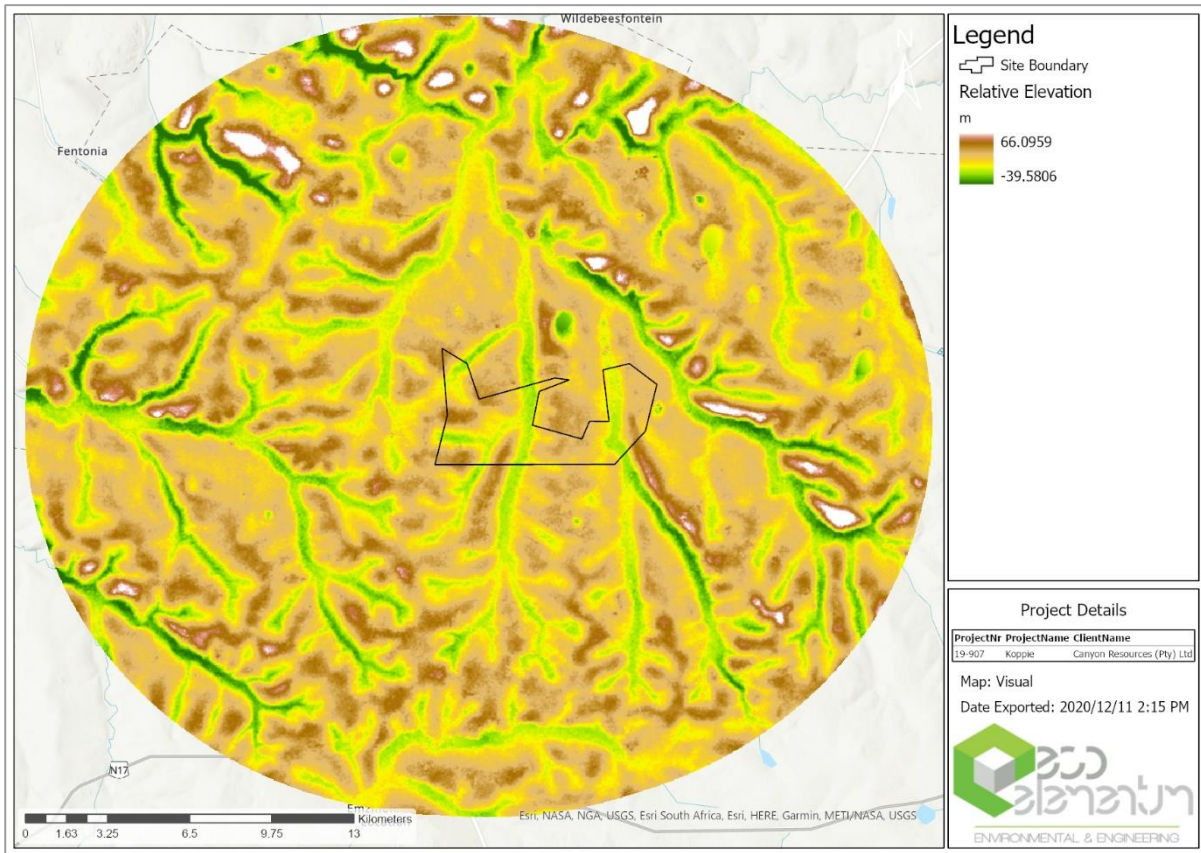 Wildebeesfontein
N
Fentonia
N17
Kilometers
0 1.63 3.25 6.5 9.75 13
Esri, NASA, NGA, USGS, Esri South Africa, Esri, HERE, Garmin, METI/NASA, USGS
Legend
Site Boundary
Relative Elevation
m
66.0959
-39.5806
Project Details
ProjectNr ProjectName ClientName
19-907 Koppie Canyon Resources (Pty) Ltd
Map: Visual
Date Exported: 2020/12/11 2:15 PM
eco
elementum
ENVIRONMENTAL & ENGINEERING